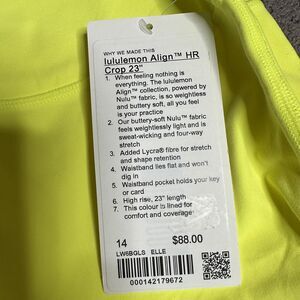 WHY WE MADE THIS
lululemon Align™ HR
Crop 23"
1. When feeling nothing is
everything. The lululemon
Align™ collection, powered by
Nulu™ fabric, is so weightless
and buttery soft, all you feel
is your practice
2. Our buttery-soft Nulu™ fabric
feels weightlessly light and is
sweat-wicking and four-way
stretch
3. Added Lycra® fibre for stretch
and shape retention
4. Waistband lies flat and won't
dig in
5. Waistband pocket holds your key
or card
6. High rise, 23" length
7. This colour is lined for
comfort and coverage
14 $88.00
LW6BGLS ELLE
000142179672